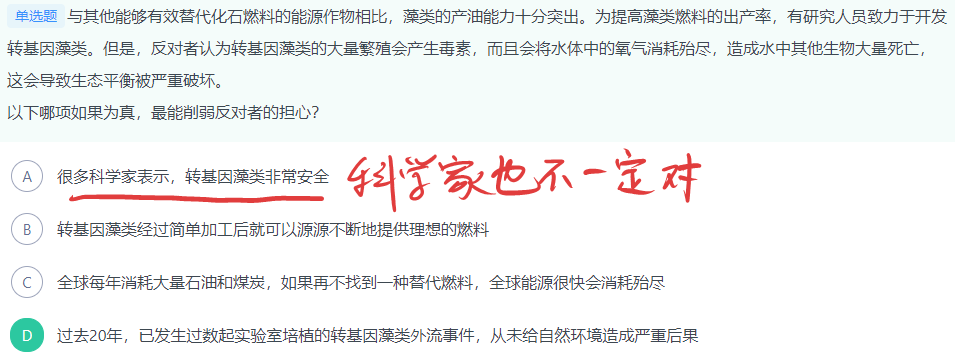 单选题 与其他能够有效替代化石燃料的能源作物相比，藻类的产油能力十分突出。为提高藻类燃料的出产率，有研究人员致力于开发
转基因藻类。但是，反对者认为转基因藻类的大量繁殖会产生毒素，而且会将水体中的氧气消耗殆尽，造成水中其他生物大量死亡，
这会导致生态平衡被严重破坏。
以下哪项如果为真，最能削弱反对者的担心？
A 很多科学家表示，转基因藻类非常安全 科学家也不一定对
B 转基因藻类经过简单加工后就可以源源不断地提供理想的燃料
C 全球每年消耗大量石油和煤炭，如果再不找到一种替代燃料，全球能源很快会消耗殆尽
D 过去20年，已发生过数起实验室培植的转基因藻类外流事件，从未给自然环境造成严重后果